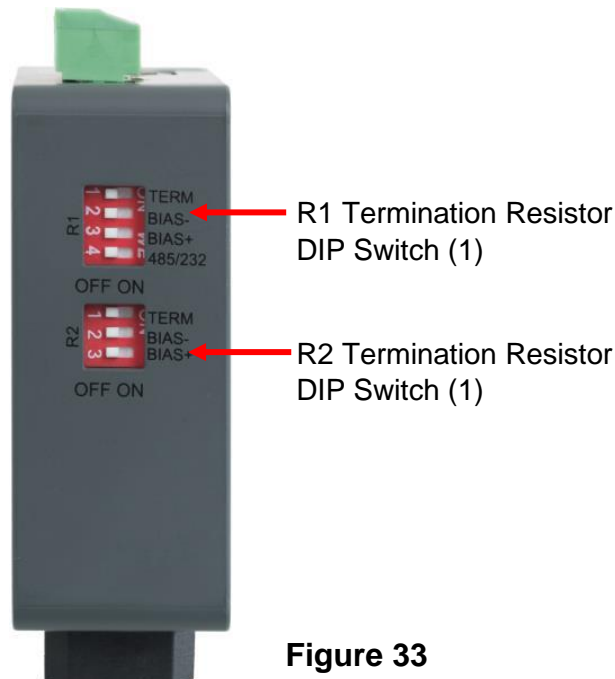 1 TERM
2 BIAS-
3 BIAS+
4 485/232
R1
ON
OFF ON
R1 Termination Resistor
DIP Switch (1)
1 TERM
2 BIAS-
3 BIAS+
R2
OFF ON
R2 Termination Resistor
DIP Switch (1)
Figure 33